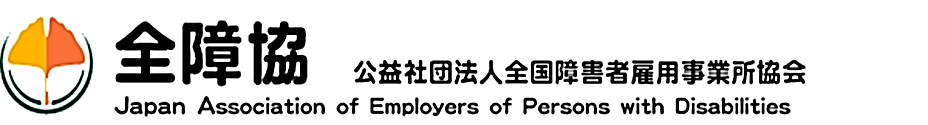 全障協 公益社団法人全国障害者雇用事業所協会
Japan Association of Employers of Persons with Disabilities